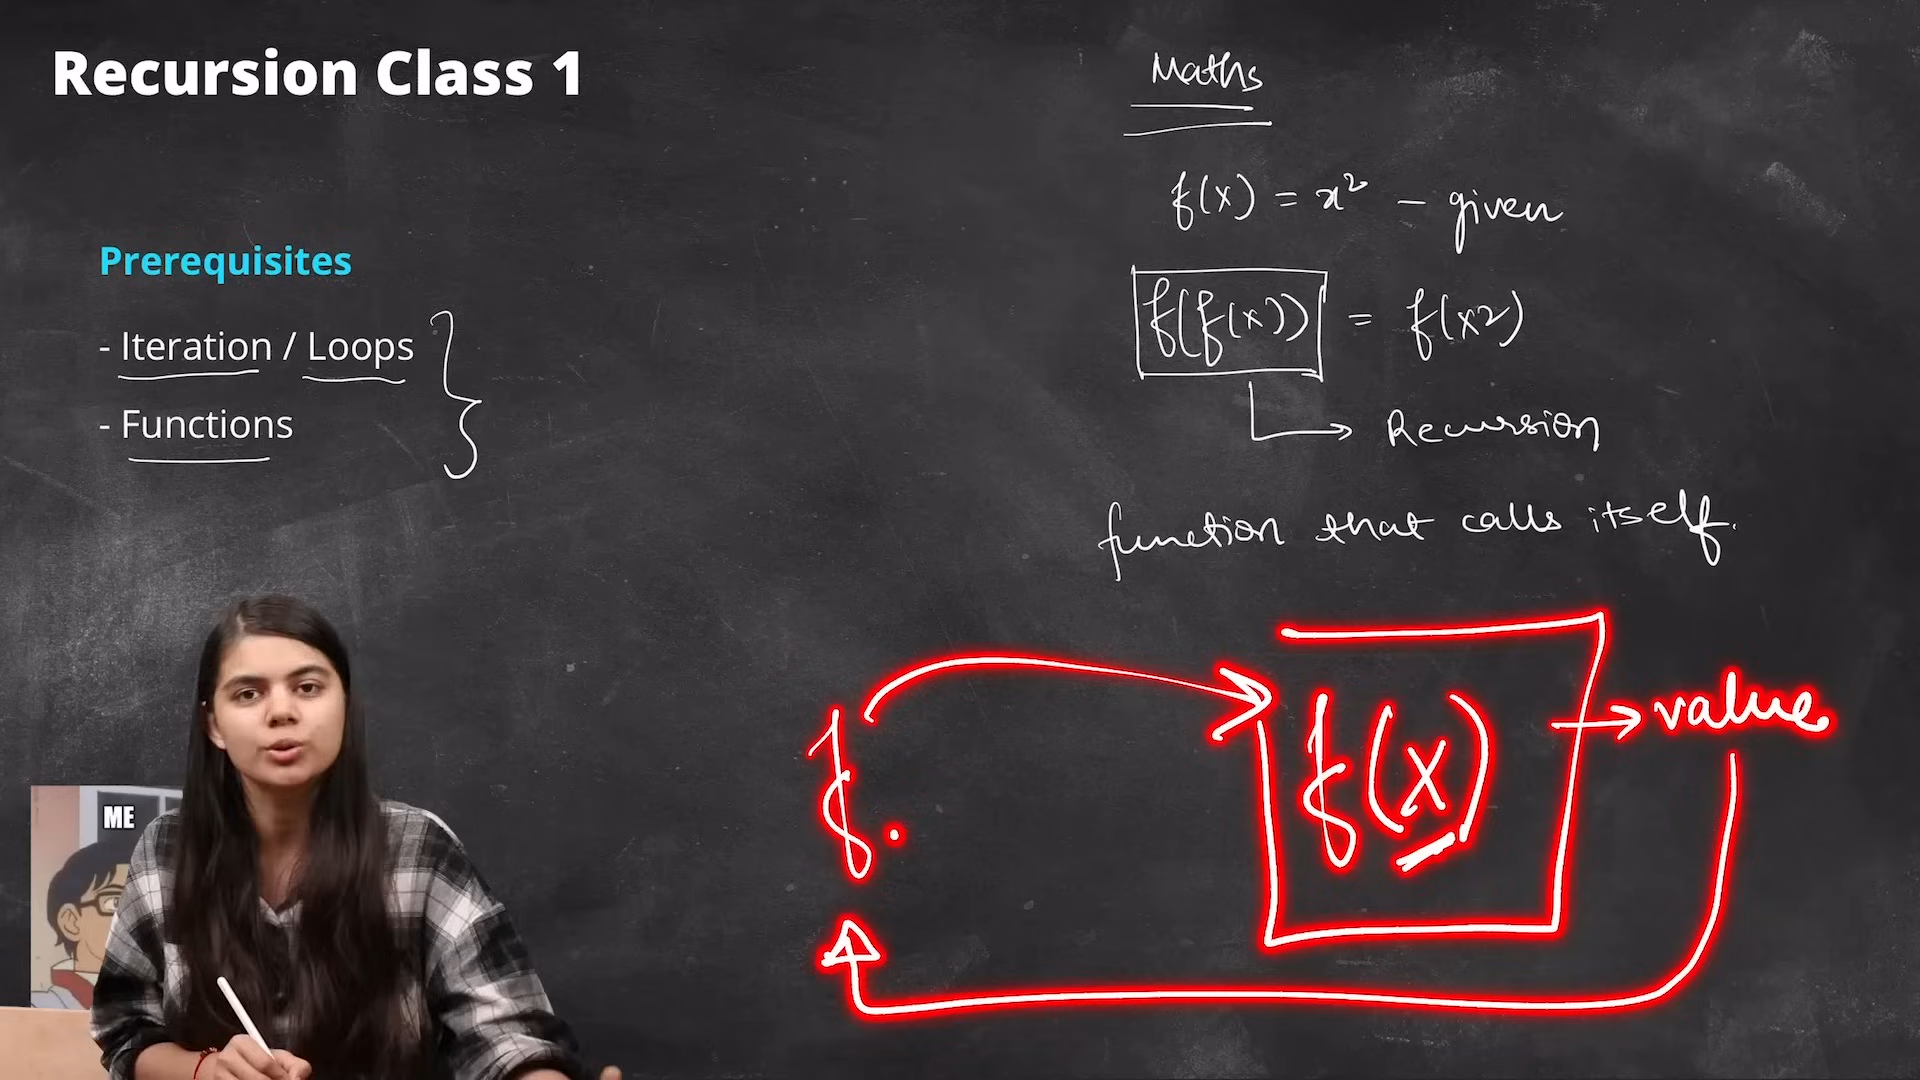 Recursion Class 1
Prerequisites
- Iteration / Loops
- Functions
ME
Maths
f(x) = x² – given
f(f(x)) = f(x2)
Recursion
function that calls itself.
f.
f(x) → value